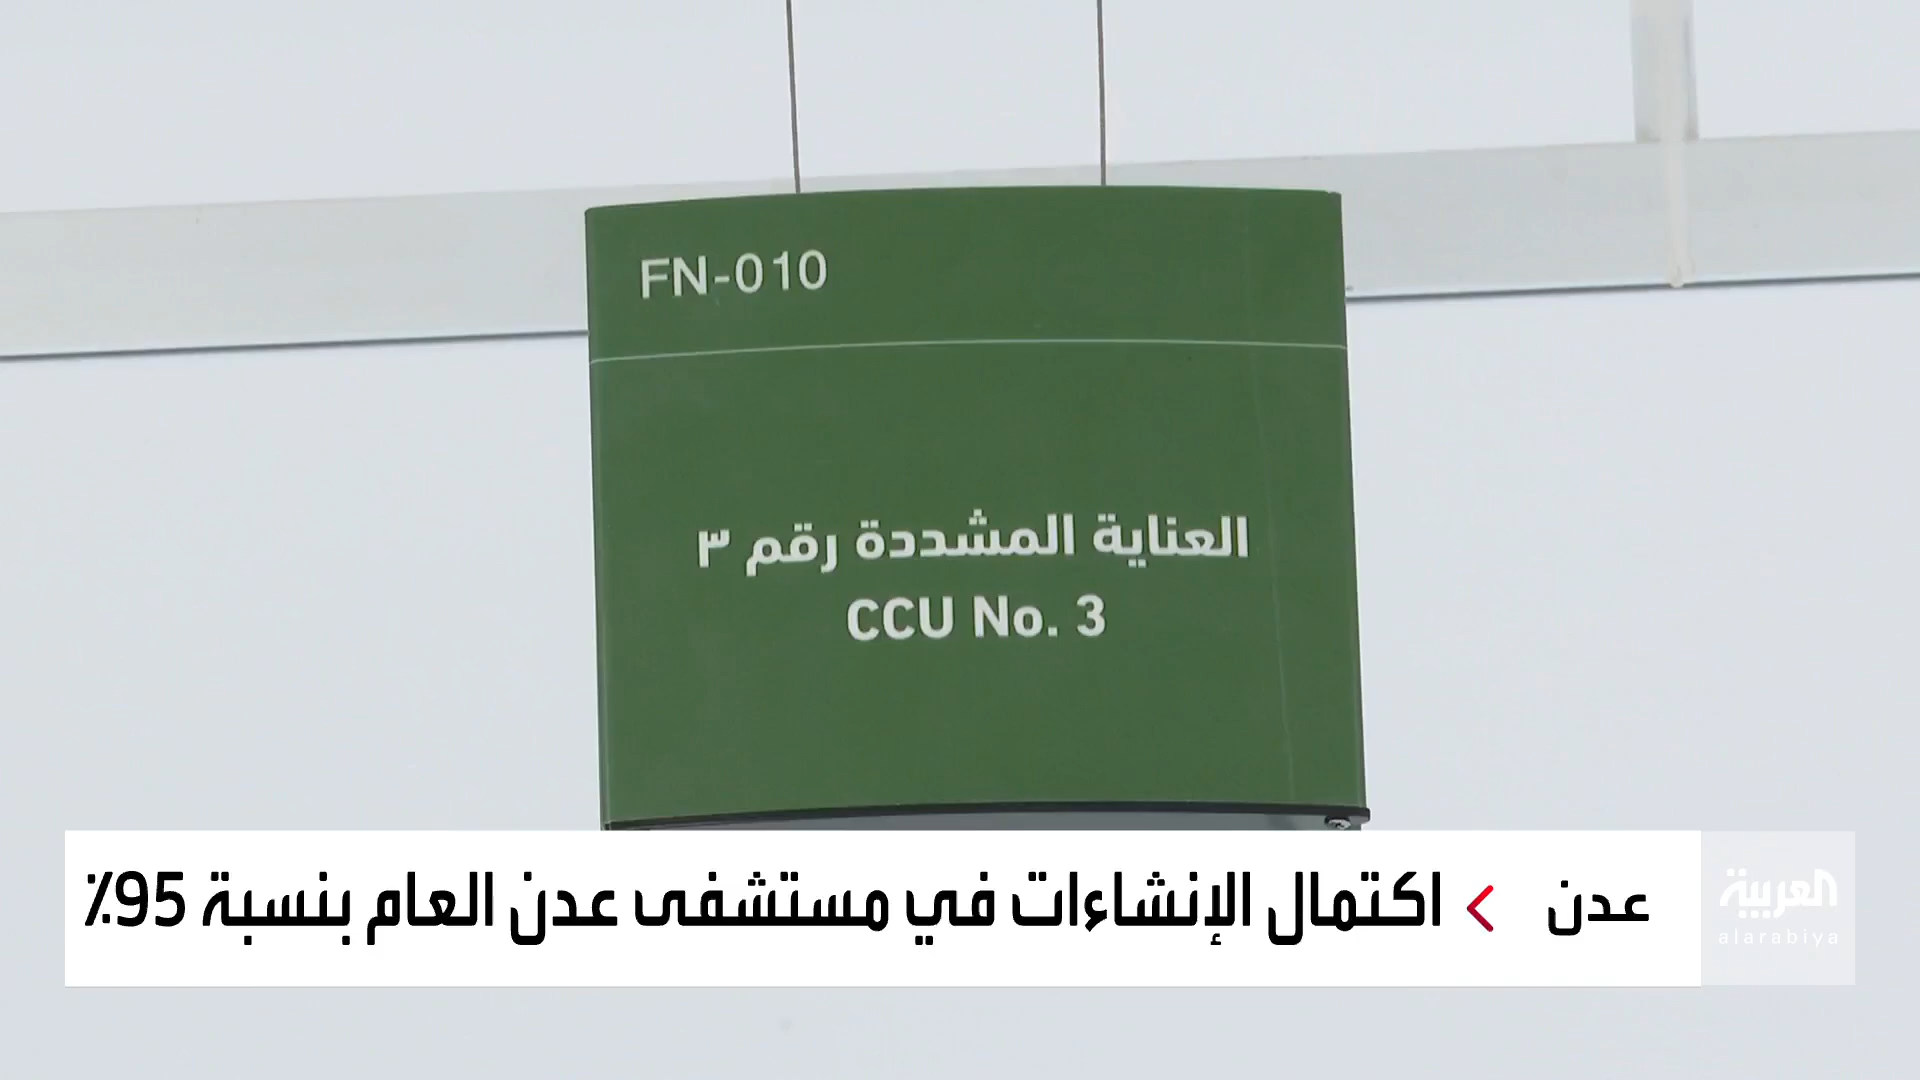 FN-010
العناية المشددة رقم ٣
CCU No. 3
عدن > اكتمال الإنشاءات في مستشفى عدن العام بنسبة 95٪
العربية
alarabiya